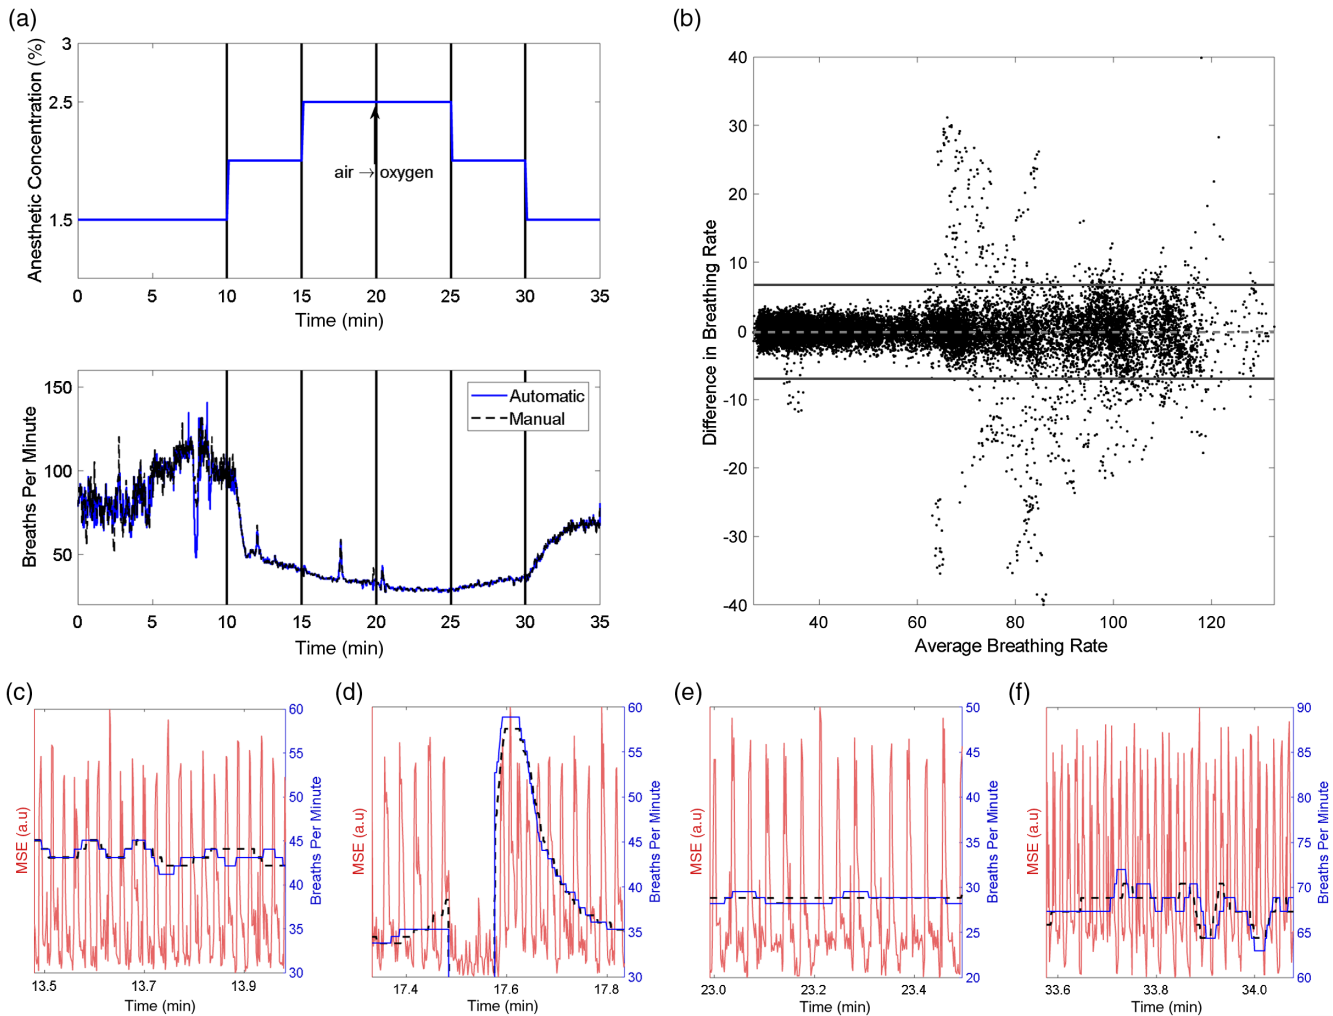 (a)
Anesthetic Concentration (%)
3
2.5
1.5
air → oxygen
0 5 10 15 20 25 30 35
Time (min)
Breaths Per Minute
150
100
50
Automatic
Manual
0 5 10 15 20 25 30 35
Time (min)
(b)
Difference in Breathing Rate
40
30
20
10
0
-10
-20
-30
-40
40 60 80 100 120
Average Breathing Rate
(c)
MSE (a.u)
60
55
50
45
40
35
30
Breaths Per Minute
13.5 13.7 13.9
Time (min)
(d)
MSE (a.u)
60
55
50
45
40
35
30
Breaths Per Minute
17.4 17.6 17.8
Time (min)
(e)
MSE (a.u)
50
45
40
35
30
25
20
Breaths Per Minute
23.0 23.2 23.4
Time (min)
(f)
MSE (a.u)
90
85
80
75
70
65
60
Breaths Per Minute
33.6 33.8 34.0
Time (min)